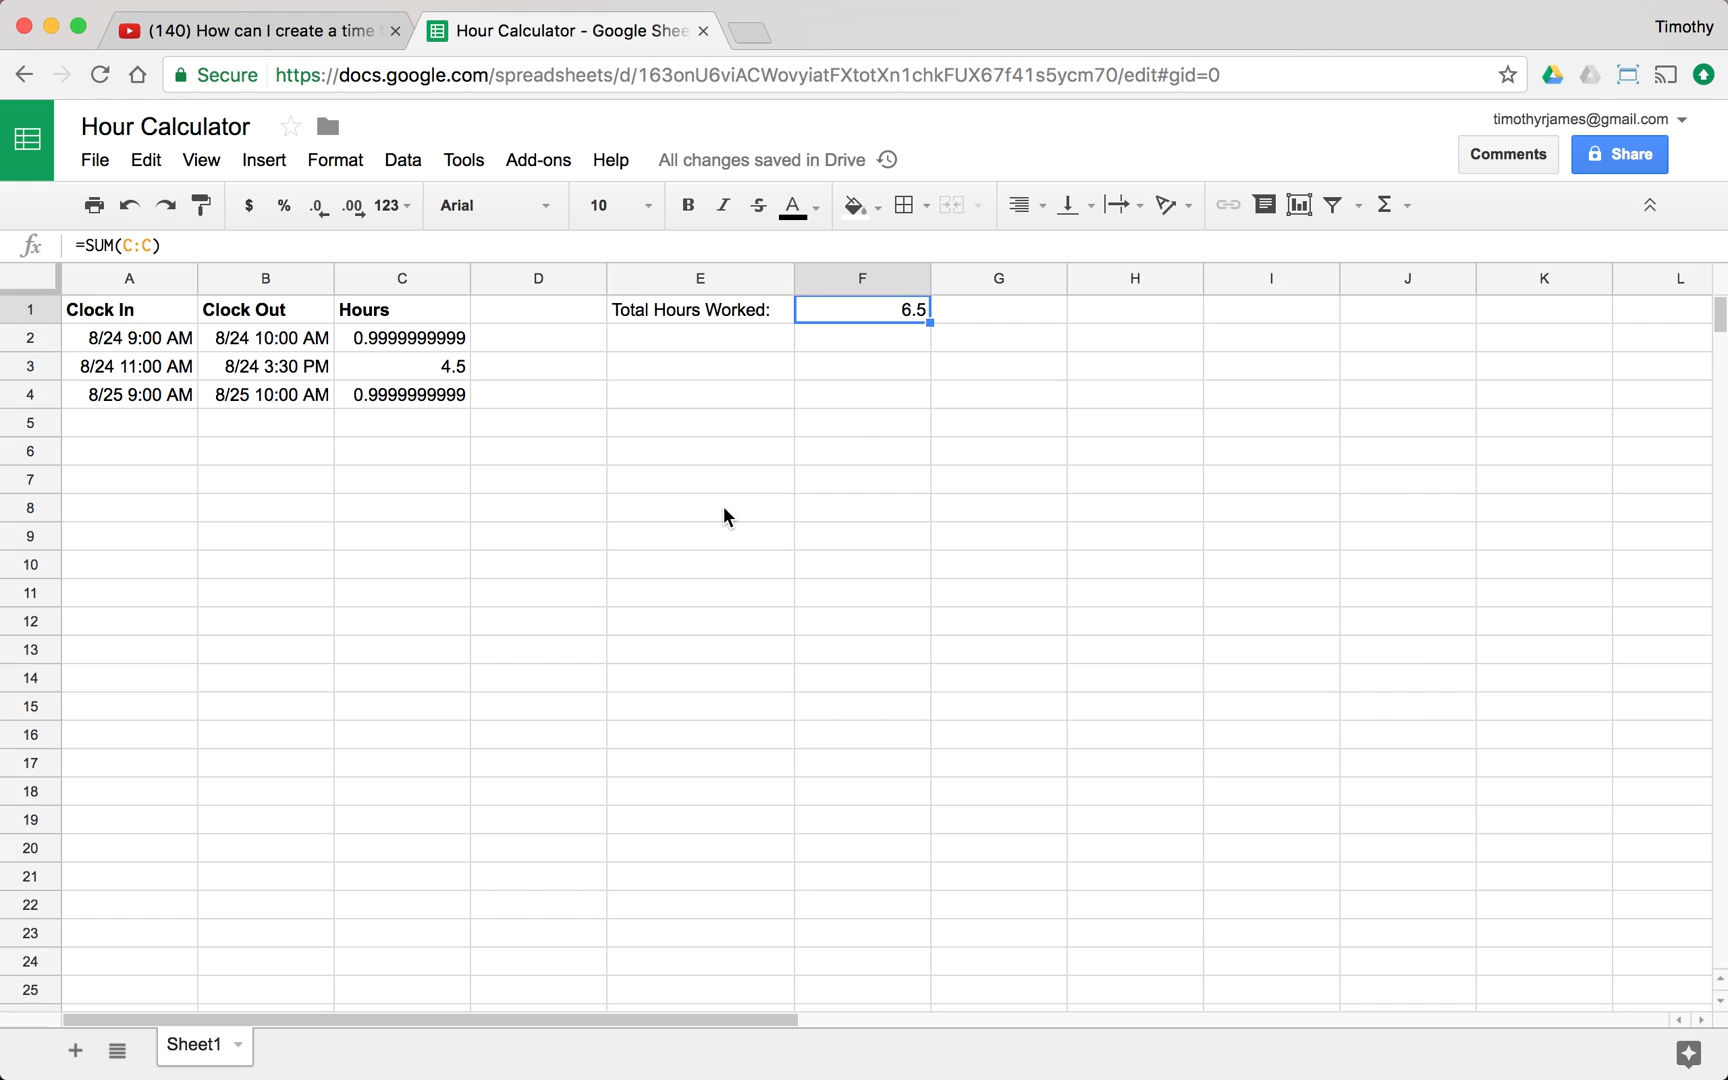 (140) How can I create a time
Hour Calculator - Google Shee
Timothy
Secure https://docs.google.com/spreadsheets/d/163onU6viACWovyiatFXtotXn1chkFUX67f41s5ycm70/edit#gid=0
Hour Calculator
timothyrjames@gmail.com
File Edit View Insert Format Data Tools Add-ons Help All changes saved in Drive
Comments Share
$ % .0 .00 123 Arial 10 B I S A Σ
fx =SUM(C:C)
A B C D E F G H I J K L
1 Clock In Clock Out Hours Total Hours Worked: 6.5
2 8/24 9:00 AM 8/24 10:00 AM 0.9999999999
3 8/24 11:00 AM 8/24 3:30 PM 4.5
4 8/25 9:00 AM 8/25 10:00 AM 0.9999999999
5
6
7
8
9
10
11
12
13
14
15
16
17
18
19
20
21
22
23
24
25
Sheet1